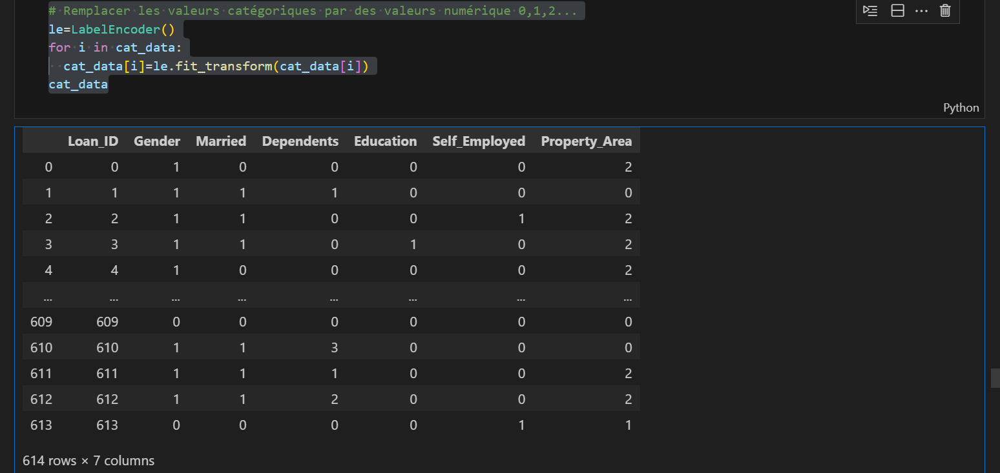 # Remplacer les valeurs catégoriques par des valeurs numérique 0,1,2...
le=LabelEncoder()
for i in cat_data:
  cat_data[i]=le.fit_transform(cat_data[i])
cat_data
Python
Loan_ID Gender Married Dependents Education Self_Employed Property_Area
0 0 1 0 0 0 0 2
1 1 1 1 1 0 0 0
2 2 1 1 0 0 1 2
3 3 1 1 0 1 0 2
4 4 1 0 0 0 0 2
... ... ... ... ... ... ... ...
609 609 0 0 0 0 0 0
610 610 1 1 3 0 0 0
611 611 1 1 1 0 0 2
612 612 1 1 2 0 0 2
613 613 0 0 0 0 1 1
614 rows × 7 columns